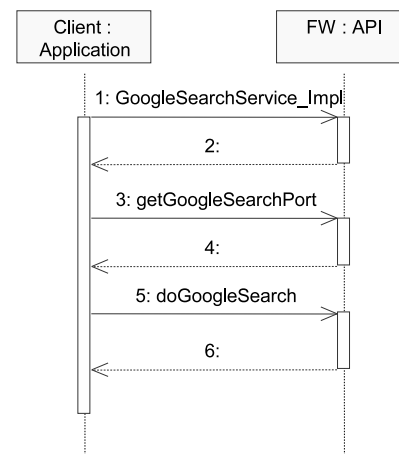 Client :
Application
FW : API
1: GoogleSearchService_Impl
2:
3: getGoogleSearchPort
4:
5: doGoogleSearch
6: